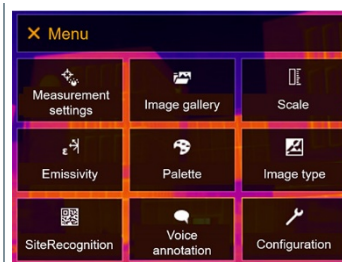 Menu
Measurement
settings
Image gallery
Scale
ε
Emissivity
Palette
Image type
SiteRecognition
Voice
annotation
Configuration